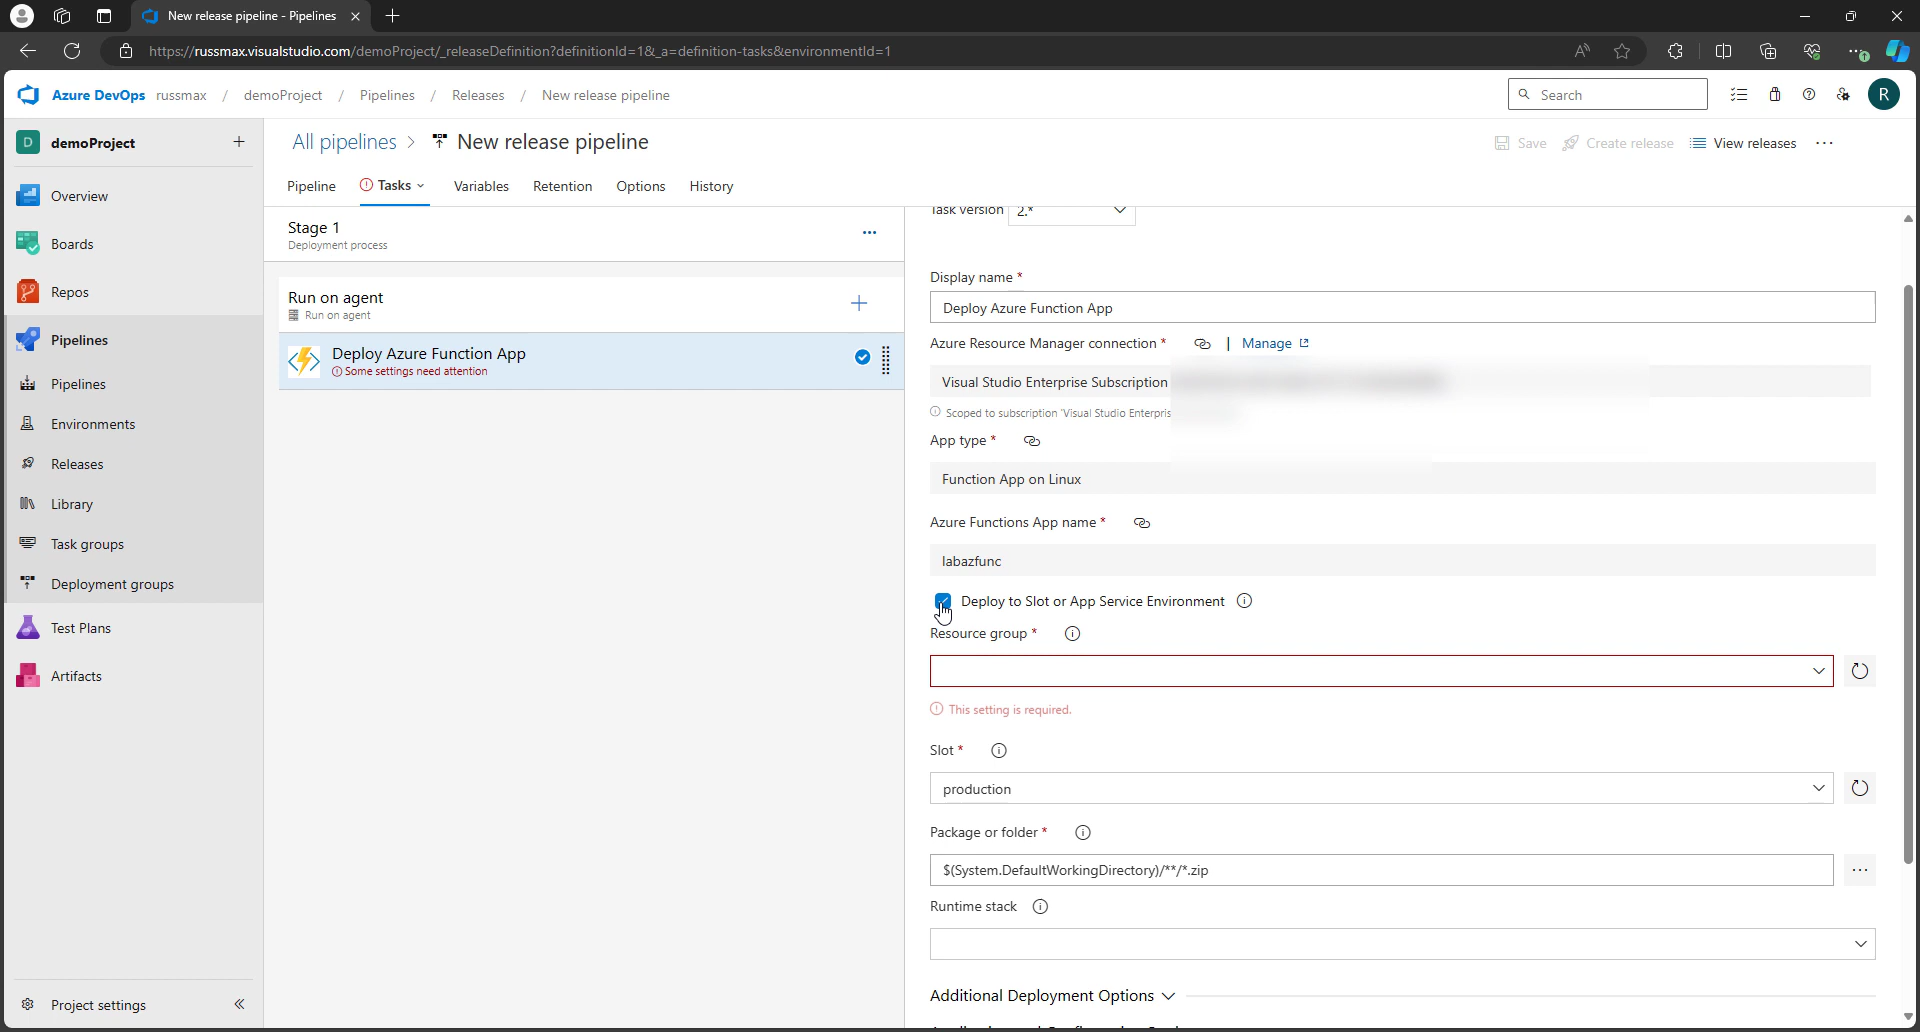 New release pipeline - Pipelines
https://russmax.visualstudio.com/demoProject/_releaseDefinition?definitionId=1&_a=definition-tasks&environmentId=1
Azure DevOps russmax / demoProject / Pipelines / Releases / New release pipeline
Search
R
D demoProject
All pipelines > New release pipeline
Save Create release View releases
Pipeline Tasks Variables Retention Options History
Overview
Boards
Repos
Pipelines
Pipelines
Environments
Releases
Library
Task groups
Deployment groups
Test Plans
Artifacts
Project settings
Stage 1
Deployment process
Run on agent
Run on agent
Deploy Azure Function App
Some settings need attention
Task version 2.*
Display name *
Deploy Azure Function App
Azure Resource Manager connection * | Manage
Visual Studio Enterprise Subscription
Scoped to subscription 'Visual Studio Enterpris
App type *
Function App on Linux
Azure Functions App name *
labazfunc
Deploy to Slot or App Service Environment
Resource group *
This setting is required.
Slot *
production
Package or folder *
$(System.DefaultWorkingDirectory)/**/*.zip
Runtime stack
Additional Deployment Options